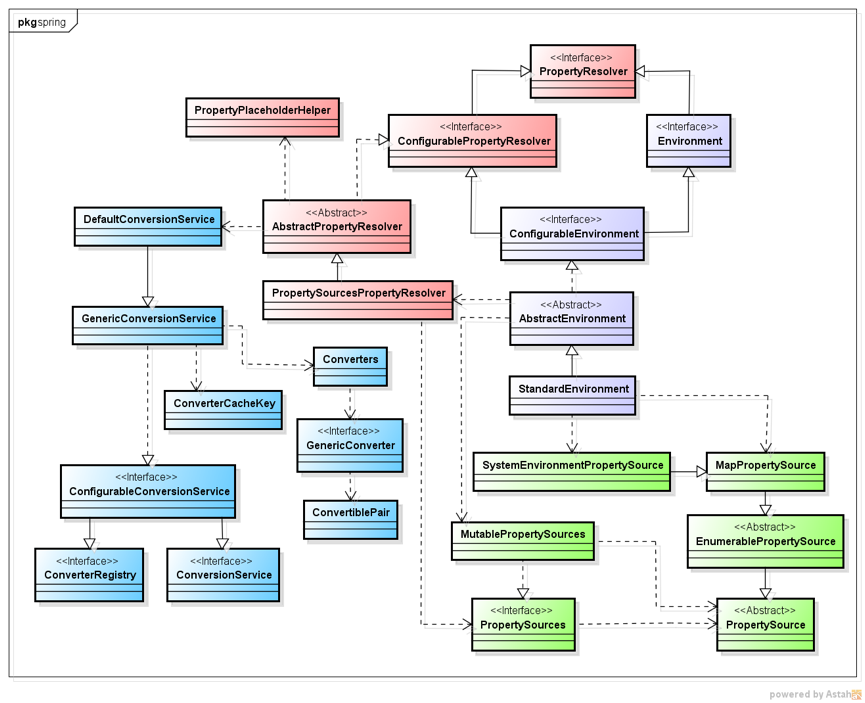 pkg spring
<<Interface>>
PropertyResolver
PropertyPlaceholderHelper
<<Interface>>
ConfigurablePropertyResolver
<<Interface>>
Environment
<<Abstract>>
AbstractPropertyResolver
DefaultConversionService
<<Interface>>
ConfigurableEnvironment
PropertySourcesPropertyResolver
<<Abstract>>
AbstractEnvironment
GenericConversionService
Converters
StandardEnvironment
ConverterCacheKey
<<Interface>>
GenericConverter
SystemEnvironmentPropertySource
MapPropertySource
<<Interface>>
ConfigurableConversionService
ConvertiblePair
MutablePropertySources
<<Abstract>>
EnumerablePropertySource
<<Interface>>
ConverterRegistry
<<Interface>>
ConversionService
<<Interface>>
PropertySources
<<Abstract>>
PropertySource
powered by Astah